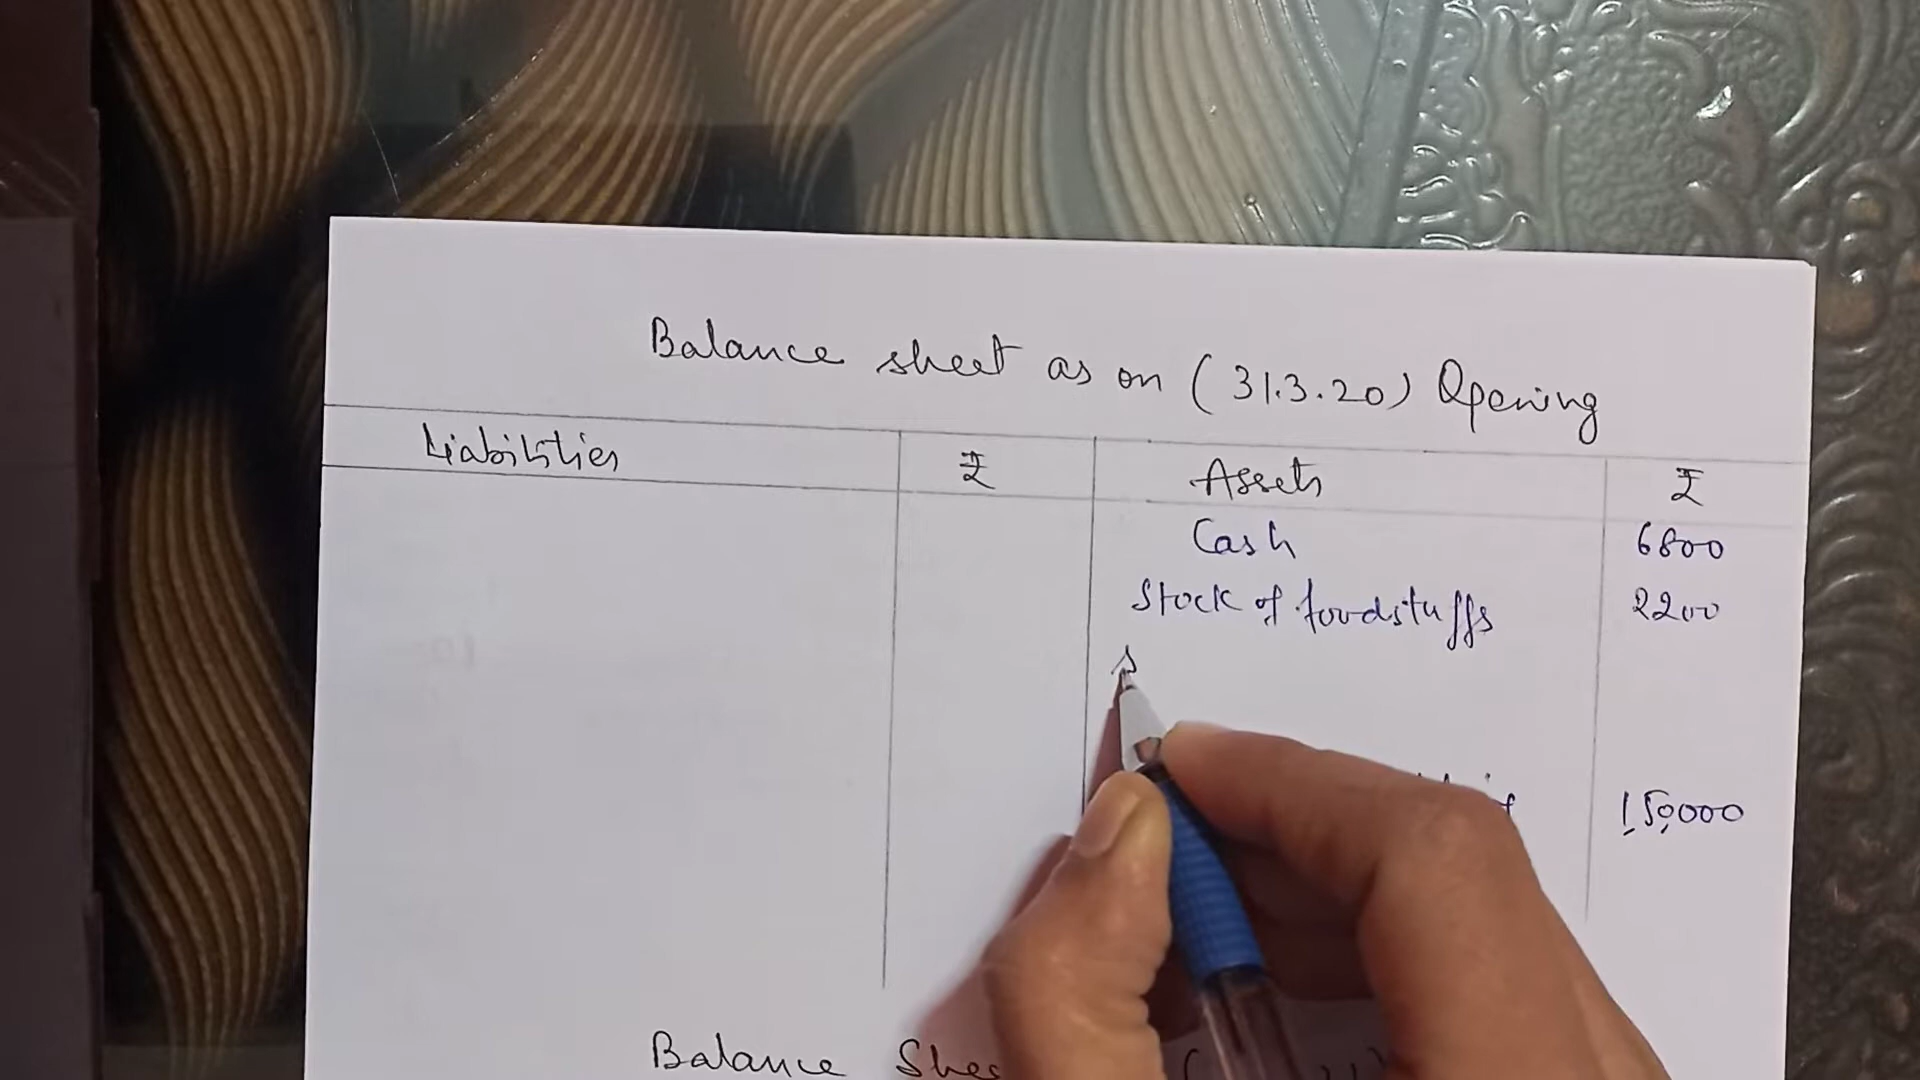 Balance sheet as on (31.3.20) Opening
Liabilities ₹ Assets ₹
Cash 6800
Stock of foodstuffs 2200
1,50,000
Balance